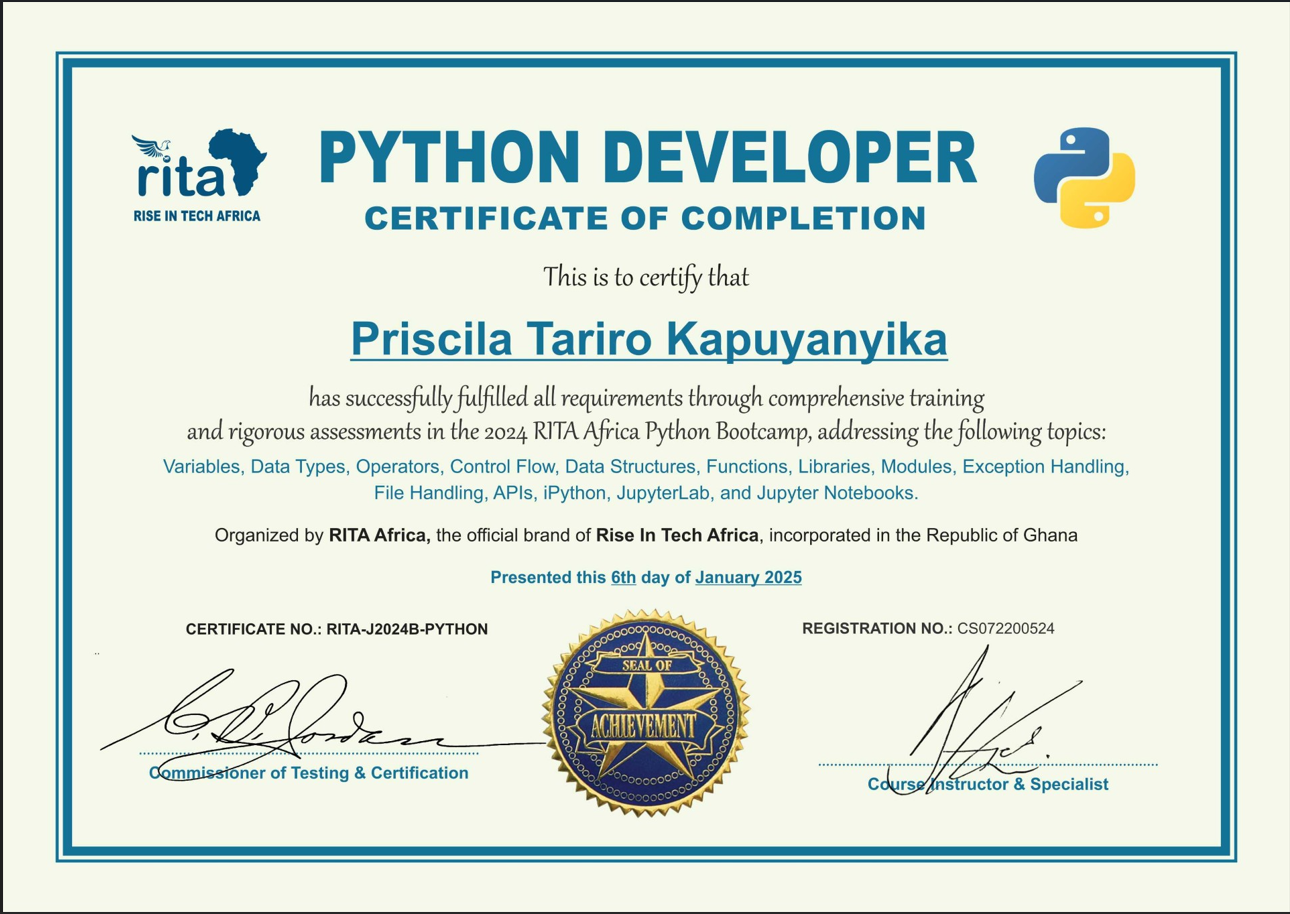 rita
RISE IN TECH AFRICA
PYTHON DEVELOPER
CERTIFICATE OF COMPLETION
This is to certify that
Priscila Tariro Kapuyanyika
has successfully fulfilled all requirements through comprehensive training
and rigorous assessments in the 2024 RITA Africa Python Bootcamp, addressing the following topics:
Variables, Data Types, Operators, Control Flow, Data Structures, Functions, Libraries, Modules, Exception Handling,
File Handling, APIs, iPython, JupyterLab, and Jupyter Notebooks.
Organized by RITA Africa, the official brand of Rise In Tech Africa, incorporated in the Republic of Ghana
Presented this 6th day of January 2025
CERTIFICATE NO.: RITA-J2024B-PYTHON
REGISTRATION NO.: CS072200524
SEAL OF
ACHIEVEMENT
C. D. Jordan
Commissioner of Testing & Certification
Course Instructor & Specialist